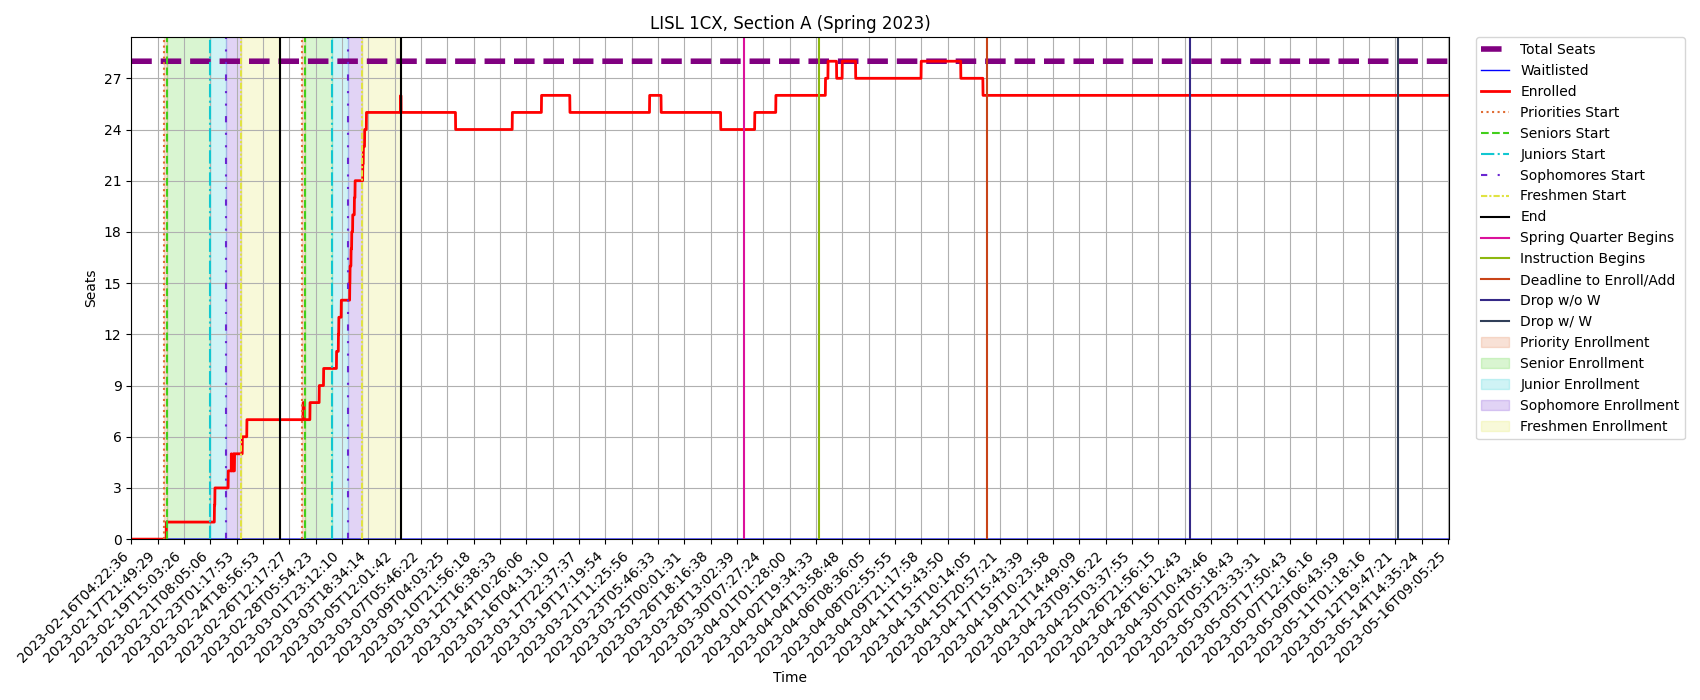 LISL 1CX, Section A (Spring 2023)
Seats
27
24
21
18
15
12
9
6
3
0
2023-02-16T04:22:36
2023-02-17T21:49:29
2023-02-19T15:03:26
2023-02-21T08:05:06
2023-02-23T01:17:53
2023-02-24T18:56:53
2023-02-26T12:17:27
2023-02-28T05:54:23
2023-03-01T23:12:10
2023-03-03T18:34:14
2023-03-05T12:01:42
2023-03-07T05:46:22
2023-03-09T04:03:25
2023-03-12T11:56:18
2023-03-12T16:38:33
2023-03-14T10:26:06
2023-03-16T04:13:10
2023-03-17T22:37:37
2023-03-19T17:19:54
2023-03-21T11:25:56
2023-03-23T05:46:33
2023-03-25T00:01:31
2023-03-26T18:16:38
2023-03-28T13:02:39
2023-03-30T07:27:24
2023-04-01T01:28:00
2023-04-02T19:34:33
2023-04-04T13:58:48
2023-04-06T08:36:05
2023-04-08T02:55:55
2023-04-09T21:17:58
2023-04-11T15:43:50
2023-04-13T10:14:05
2023-04-15T20:57:21
2023-04-17T15:43:39
2023-04-19T10:23:58
2023-04-21T14:49:09
2023-04-23T09:16:22
2023-04-25T03:37:55
2023-04-26T21:56:15
2023-04-28T16:12:43
2023-04-30T10:43:46
2023-05-02T05:18:43
2023-05-03T23:33:31
2023-05-05T17:50:43
2023-05-07T12:16:16
2023-05-09T06:43:59
2023-05-11T01:18:16
2023-05-12T19:47:21
2023-05-14T14:35:24
2023-05-16T09:05:25
Time
Total Seats
Waitlisted
Enrolled
Priorities Start
Seniors Start
Juniors Start
Sophomores Start
Freshmen Start
End
Spring Quarter Begins
Instruction Begins
Deadline to Enroll/Add
Drop w/o W
Drop w/ W
Priority Enrollment
Senior Enrollment
Junior Enrollment
Sophomore Enrollment
Freshmen Enrollment